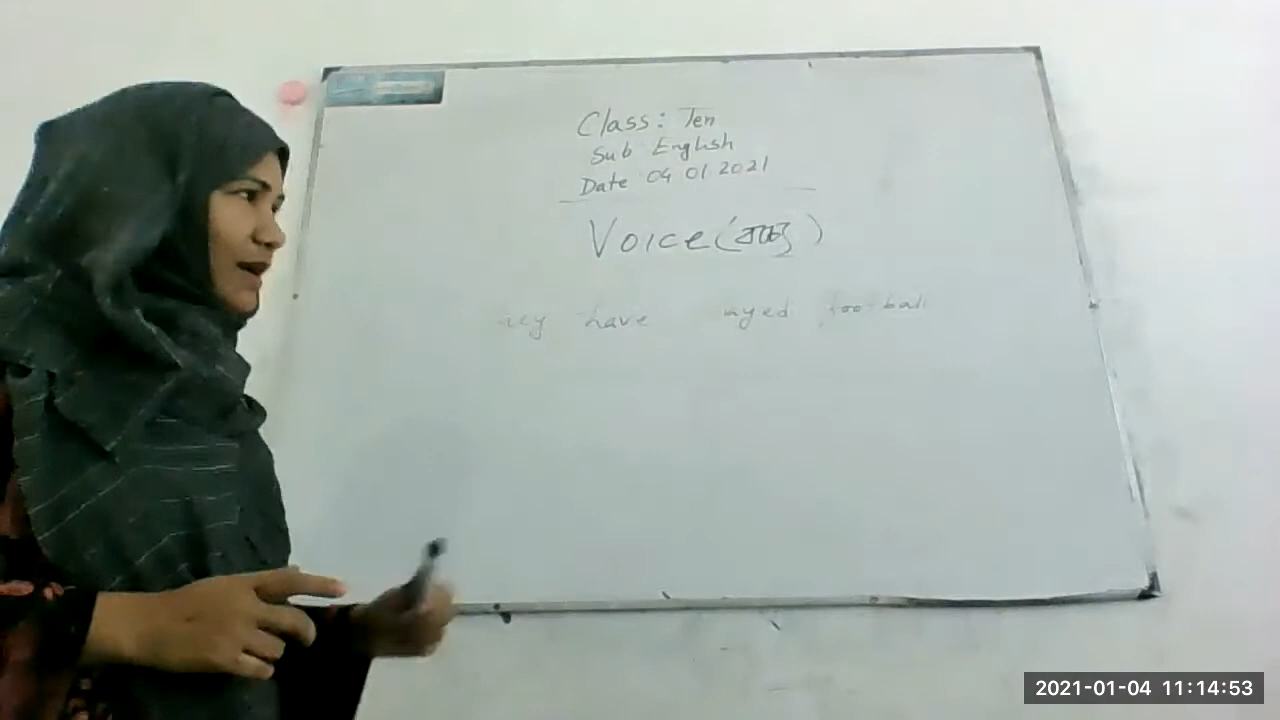 Class: Ten
Sub English
Date 04 01 2021
Voice (বাচ্য)
have football
2021-01-04 11:14:53